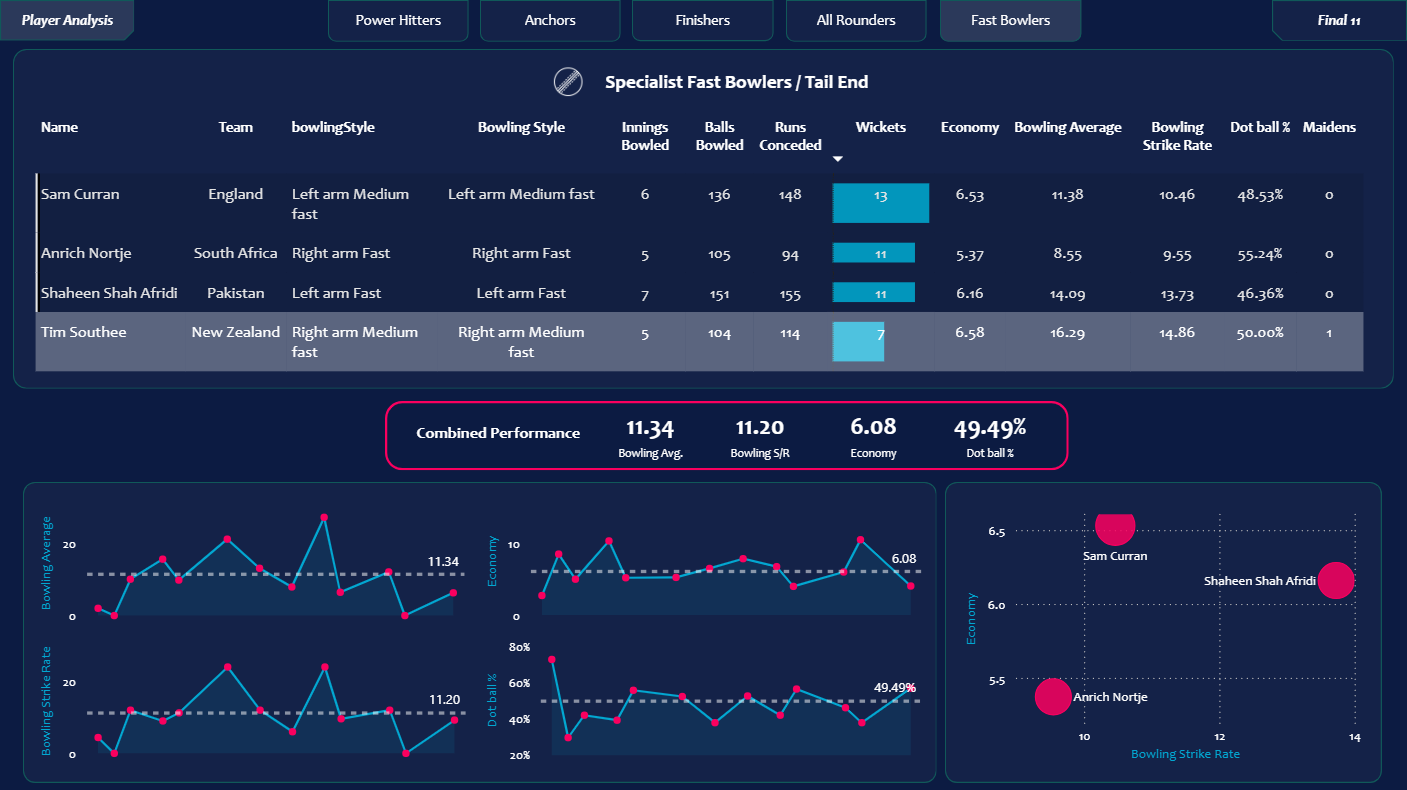 Player Analysis
Power Hitters
Anchors
Finishers
All Rounders
Fast Bowlers
Final 11
Specialist Fast Bowlers / Tail End
Name Team bowlingStyle Bowling Style Innings Bowled Balls Bowled Runs Conceded Wickets Economy Bowling Average Bowling Strike Rate Dot ball % Maidens
Sam Curran England Left arm Medium fast Left arm Medium fast 6 136 148 13 6.53 11.38 10.46 48.53% 0
Anrich Nortje South Africa Right arm Fast Right arm Fast 5 105 94 11 5.37 8.55 9.55 55.24% 0
Shaheen Shah Afridi Pakistan Left arm Fast Left arm Fast 7 151 155 11 6.16 14.09 13.73 46.36% 0
Tim Southee New Zealand Right arm Medium fast Right arm Medium fast 5 104 114 7 6.58 16.29 14.86 50.00% 1
Combined Performance
11.34
Bowling Avg.
11.20
Bowling S/R
6.08
Economy
49.49%
Dot ball %
Bowling Average
20
0
11.34
Economy
10
0
6.08
Bowling Strike Rate
20
0
11.20
Dot ball %
80%
60%
40%
20%
49.49%
Economy
6.5
6.0
5.5
Sam Curran
Shaheen Shah Afridi
Anrich Nortje
10
12
14
Bowling Strike Rate